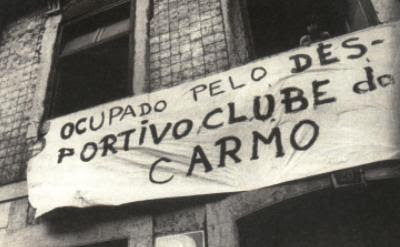 OCUPADO PELO DES-
PORTIVO CLUBE do
CARMO